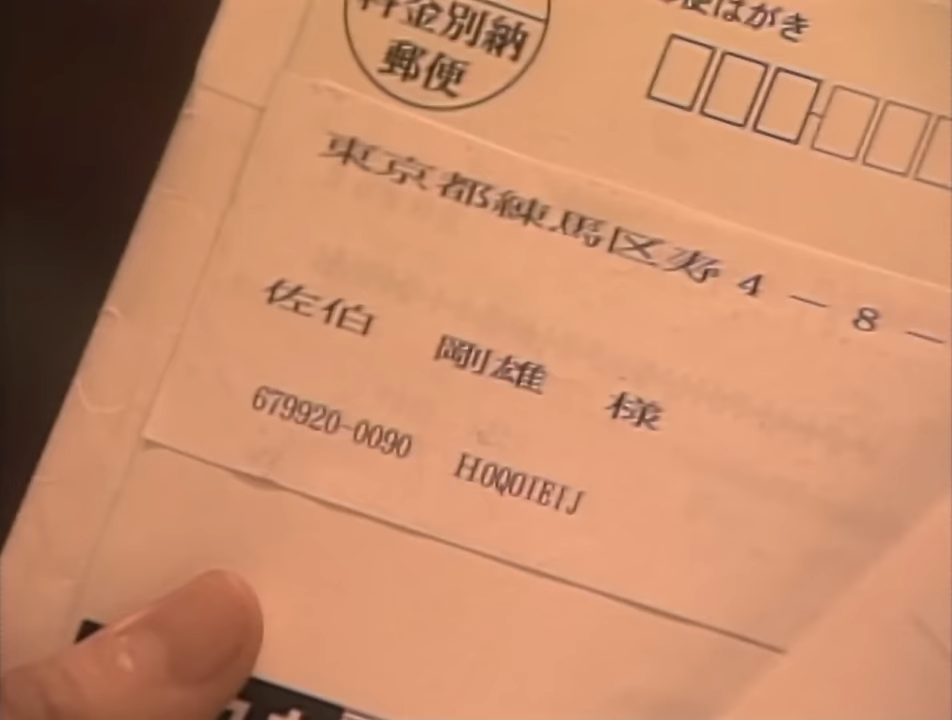 料金別納
郵便
便はがき
東京都練馬区寿4-8-
佐伯 剛雄 様
679920-0090 H0Q0IEIJ